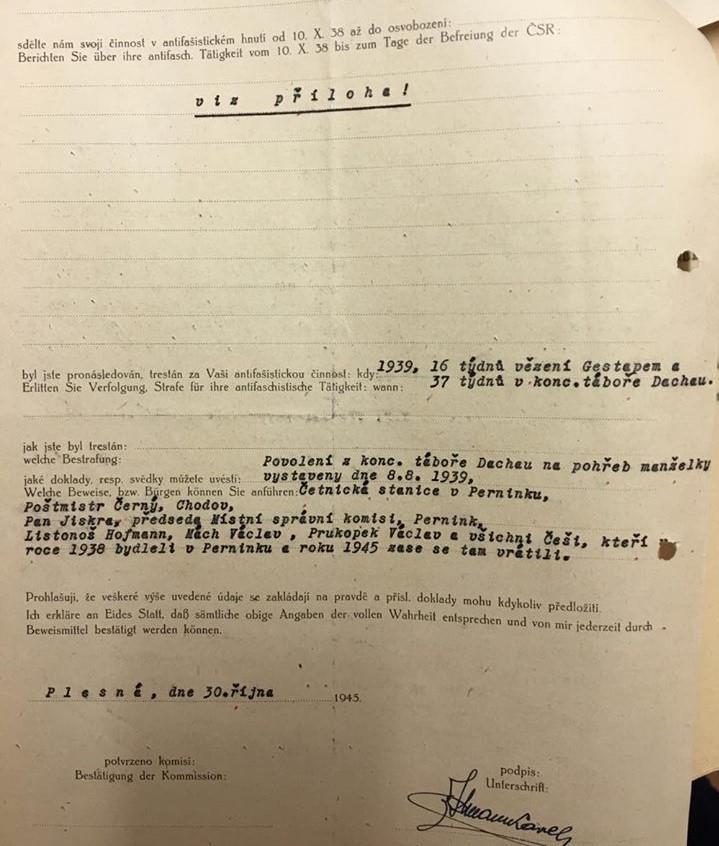 sdělte nám svoji činnost v antifašistickém hnutí od 10. X. 38 až do osvobození:
Berichten Sie über ihre antifasch. Tätigkeit vom 10. X. 38 bis zum Tage der Befreiung der ČSR:
viz příloha!
byl jste pronásledován, trestán za Vaši antifašistickou činnost: kdy: 1939, 16 týdnů vězení Gestapem a
Erlitten Sie Verfolgung, Strafe für ihre antifaschistische Tätigkeit: wann: 37 týdnů v konc.táboře Dachau.
jak jste byl trestán:
welche Bestrafung: Povolení z konc. táboře Dachau na pohřeb manželky
jaké doklady, resp. svědky můžete uvésti: vystaveny dne 8.8. 1939,
Welche Beweise, bzw. Bürgen können Sie anführen: Četnická stanice v Perninku,
Poštmistr Černý, Chodov,
Pan Jiskra, předseda Místní správní komisi, Pernink,
Listonoš Hofmann, Mach Václav, Prukopek Václav a všichni Češi, kteří v
roce 1938 bydleli v Perninku a roku 1945 zase se tam vrátili.
Prohlašuji, že veškeré výše uvedené údaje se zakládají na pravdě a přísl. doklady mohu kdykoliv předložiti.
Ich erkläre an Eides Statt, daß sämtliche obige Angaben der vollen Wahrheit entsprechen und von mir jederzeit durch
Beweismittel bestätigt werden können.
Plesná, dne 30.října 1945.
potvrzeno komisí:
Bestätigung der Kommission:
podpis:
Unterschrift: